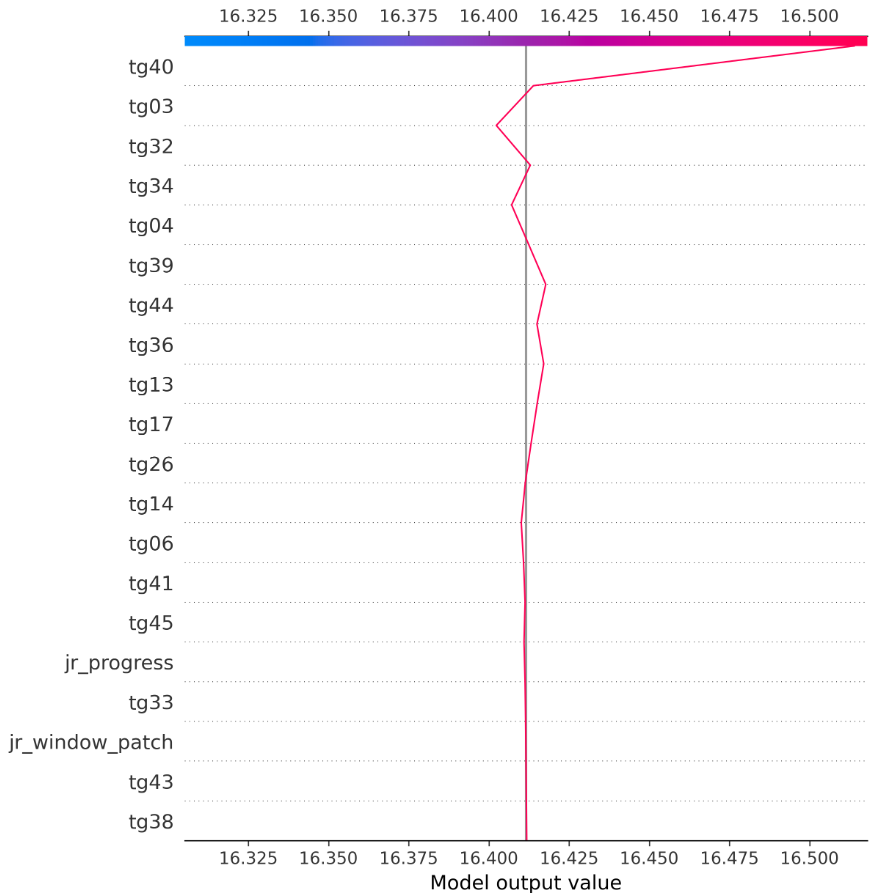 16.325 16.350 16.375 16.400 16.425 16.450 16.475 16.500
tg40
tg03
tg32
tg34
tg04
tg39
tg44
tg36
tg13
tg17
tg26
tg14
tg06
tg41
tg45
jr_progress
tg33
jr_window_patch
tg43
tg38
16.325 16.350 16.375 16.400 16.425 16.450 16.475 16.500
Model output value